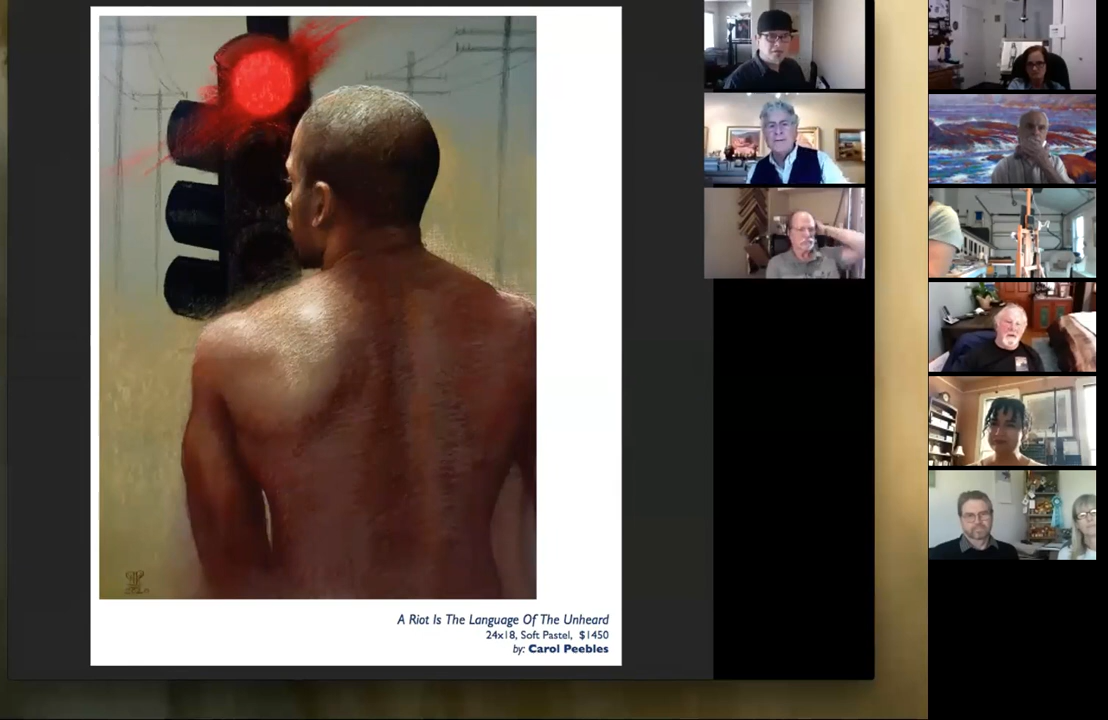 A Riot Is The Language Of The Unheard
24x18, Soft Pastel, $1450
by: Carol Peebles